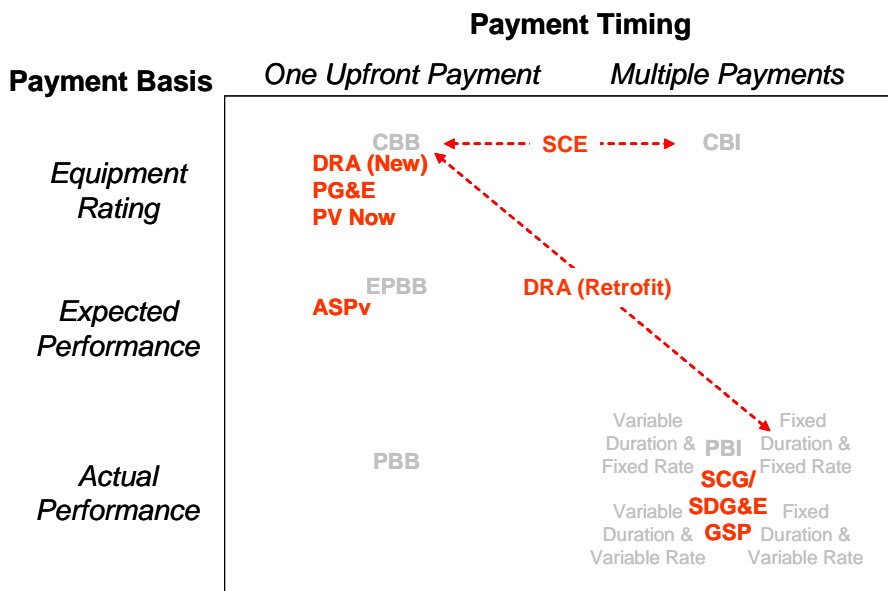 Payment Timing
Payment Basis
One Upfront Payment
Multiple Payments
Equipment
Rating
CBB
SCE
CBI
DRA (New)
PG&E
PV Now
Expected
Performance
EPBB
ASPv
DRA (Retrofit)
Actual
Performance
PBB
Variable
Duration &
Fixed Rate
PBI
Fixed
Duration &
Fixed Rate
SCG/
SDG&E
GSP
Variable
Duration &
Variable Rate
Fixed
Duration &
Variable Rate